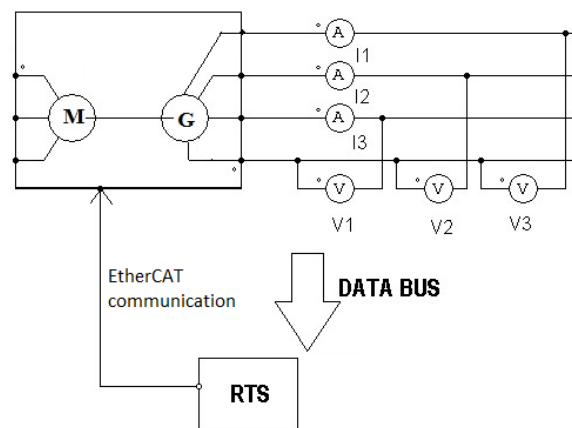 A
I1
A
I2
M
G
A
I3
V
V
V
V1
V2
V3
EtherCAT
communication
DATA BUS
RTS